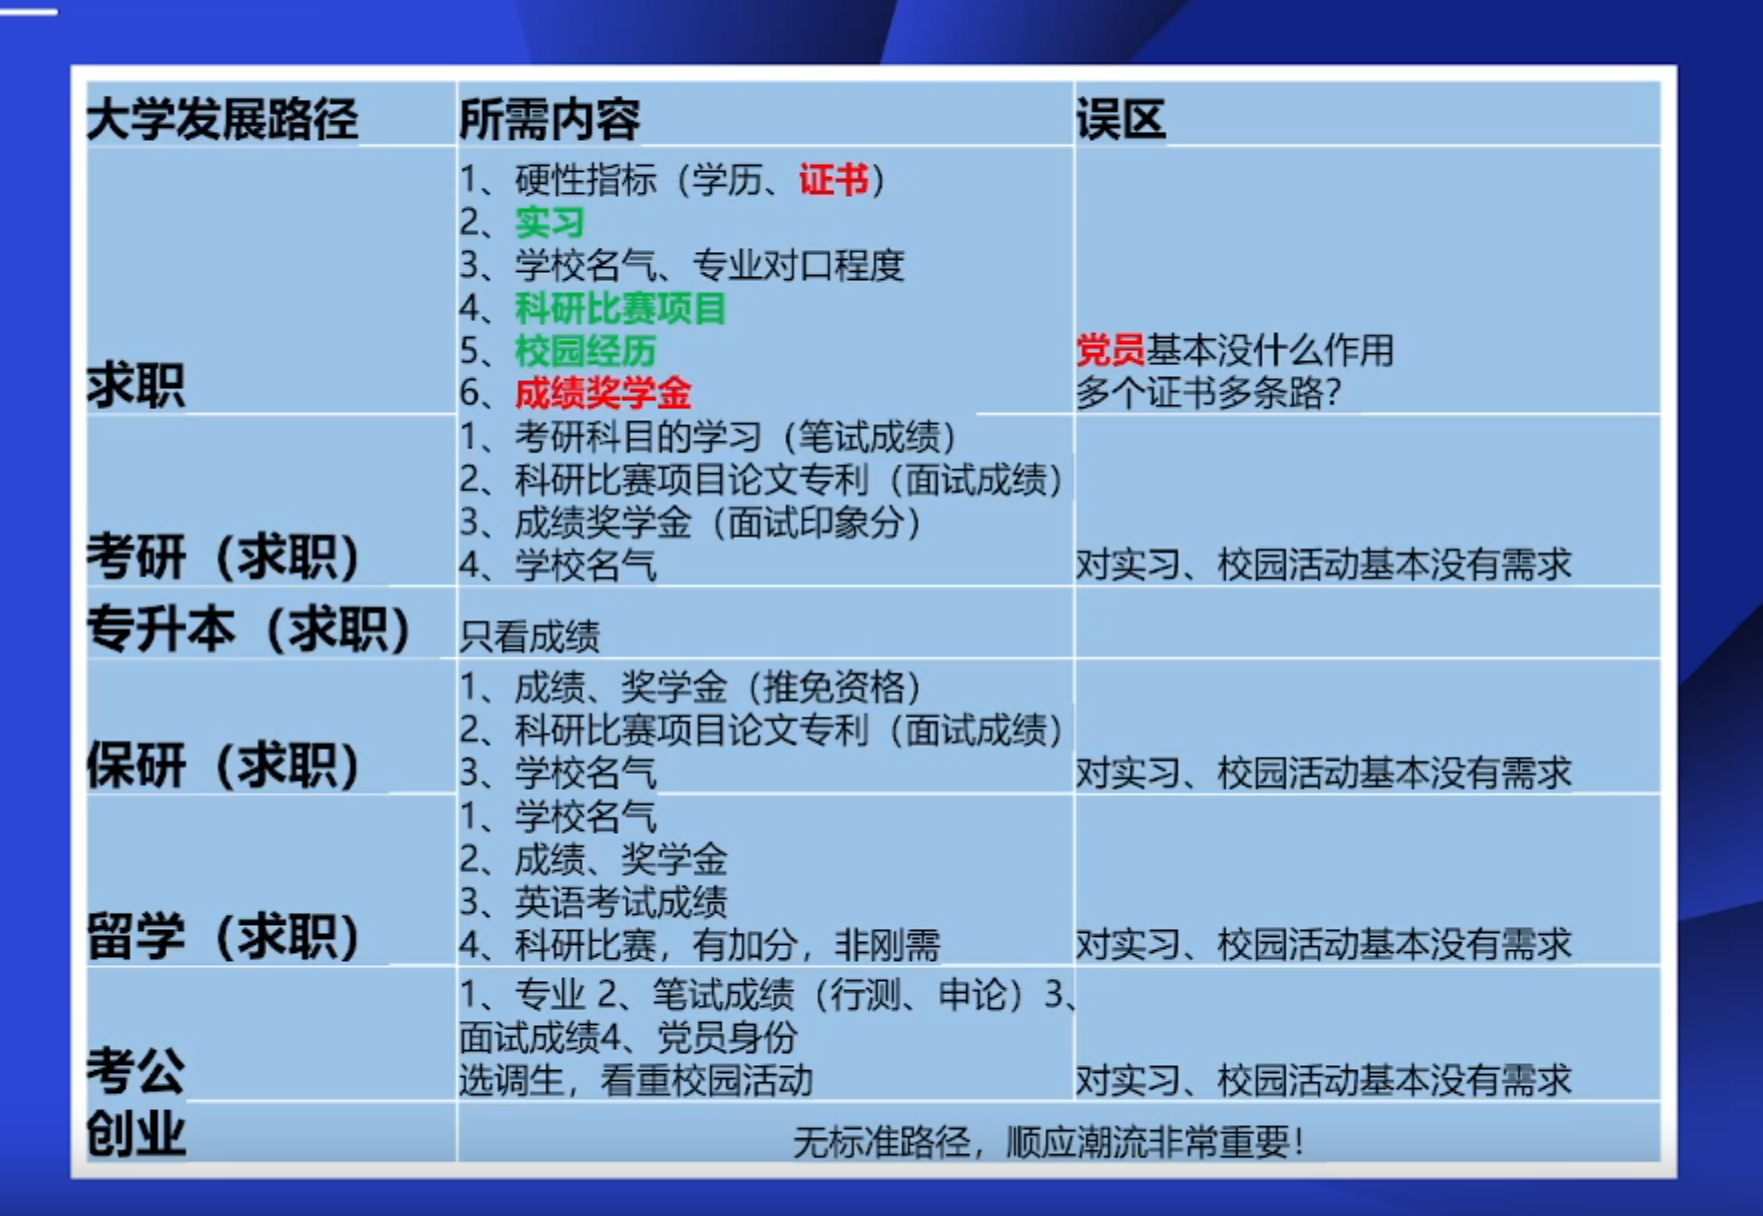 大学发展路径 所需内容 误区
1、硬性指标（学历、证书）
2、实习
3、学校名气、专业对口程度
4、科研比赛项目
5、校园经历
6、成绩奖学金
求职
党员基本没什么作用
多个证书多条路?
1、考研科目的学习（笔试成绩）
2、科研比赛项目论文专利（面试成绩）
3、成绩奖学金（面试印象分）
4、学校名气
考研（求职）
对实习、校园活动基本没有需求
专升本（求职）
只看成绩
1、成绩、奖学金（推免资格）
2、科研比赛项目论文专利（面试成绩）
3、学校名气
保研（求职）
对实习、校园活动基本没有需求
1、学校名气
2、成绩、奖学金
3、英语考试成绩
4、科研比赛，有加分，非刚需
留学（求职）
对实习、校园活动基本没有需求
1、专业 2、笔试成绩（行测、申论）3、
面试成绩4、党员身份
选调生，看重校园活动
考公
对实习、校园活动基本没有需求
创业
无标准路径，顺应潮流非常重要！